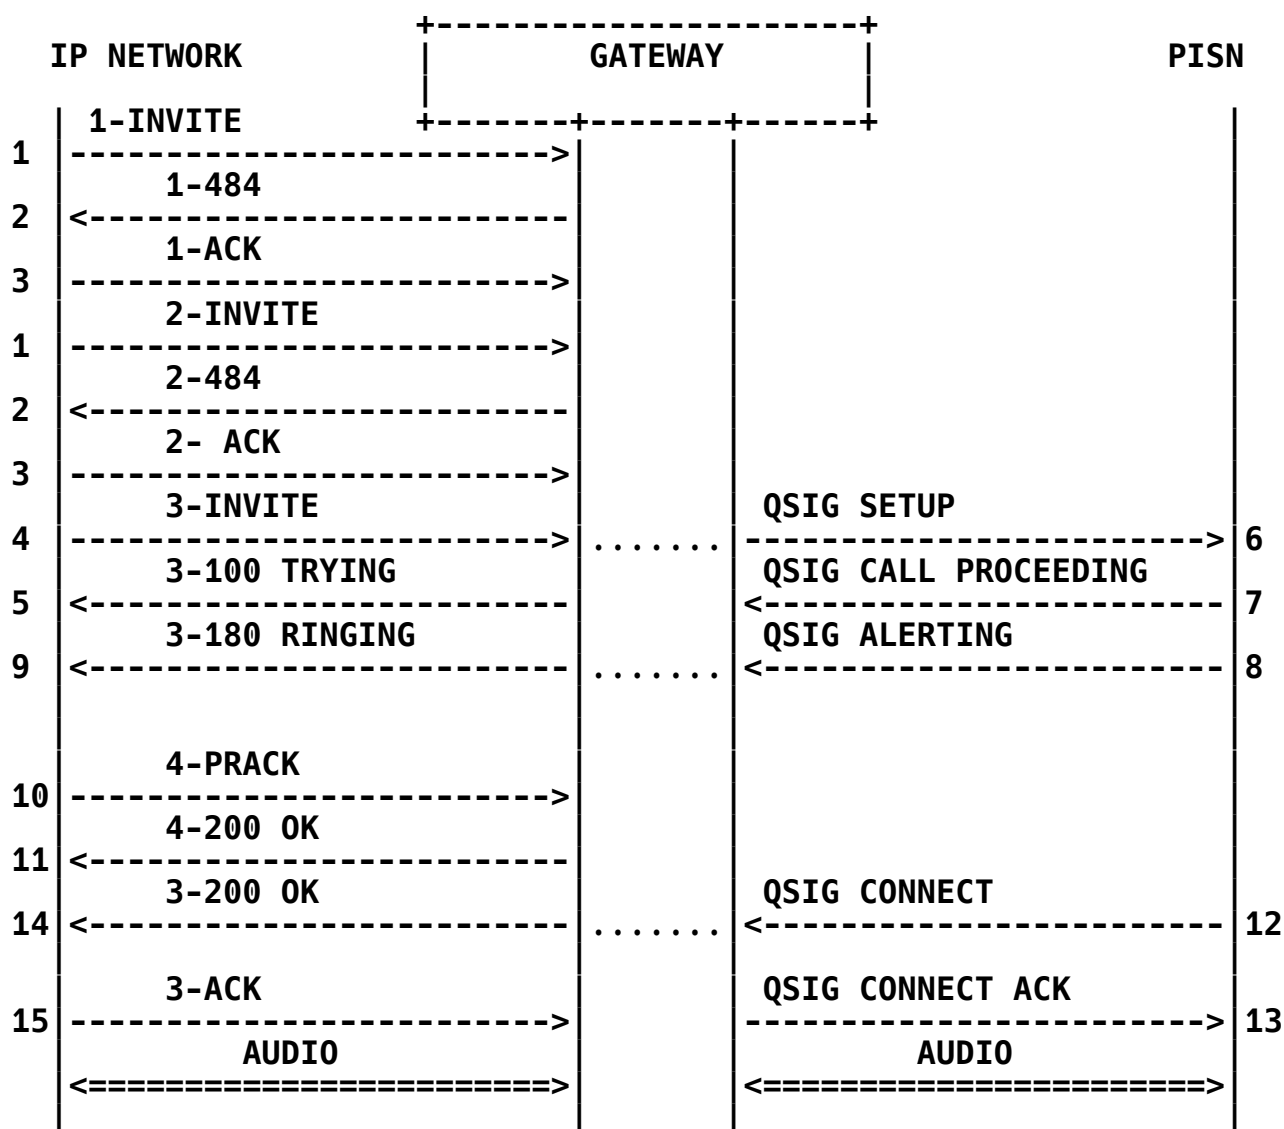 +----------------------+
  IP NETWORK         |        GATEWAY       |               PISN
                     |                      |
  |  1-INVITE        +-------+-------+------+                  |
1 |------------------------->|       |                         |
  |      1-484               |       |                         |
2 |<-------------------------|       |                         |
  |      1-ACK               |       |                         |
3 |------------------------->|       |                         |
  |      2-INVITE            |       |                         |
1 |------------------------->|       |                         |
  |      2-484               |       |                         |
2 |<-------------------------|       |                         |
  |      2- ACK              |       |                         |
3 |------------------------->|       |                         |
  |      3-INVITE            |       | QSIG SETUP              |
4 |------------------------->|.......|------------------------>|6
  |      3-100 TRYING        |       | QSIG CALL PROCEEDING    |
5 |<-------------------------|       |<------------------------|7
  |      3-180 RINGING       |       | QSIG ALERTING           |
9 |<-------------------------|.......|<------------------------|8
  |                          |       |                         |
  |      4-PRACK             |       |                         |
10|------------------------->|       |                         |
  |      4-200 OK            |       |                         |
11|<-------------------------|       |                         |
  |      3-200 OK            |       | QSIG CONNECT            |
14|<-------------------------|.......|<------------------------|12
  |                          |       |                         |
  |      3-ACK               |       | QSIG CONNECT ACK        |
15|------------------------->|       |------------------------>|13
  |          AUDIO           |       |         AUDIO           |
  |<========================>|       |<=======================>|